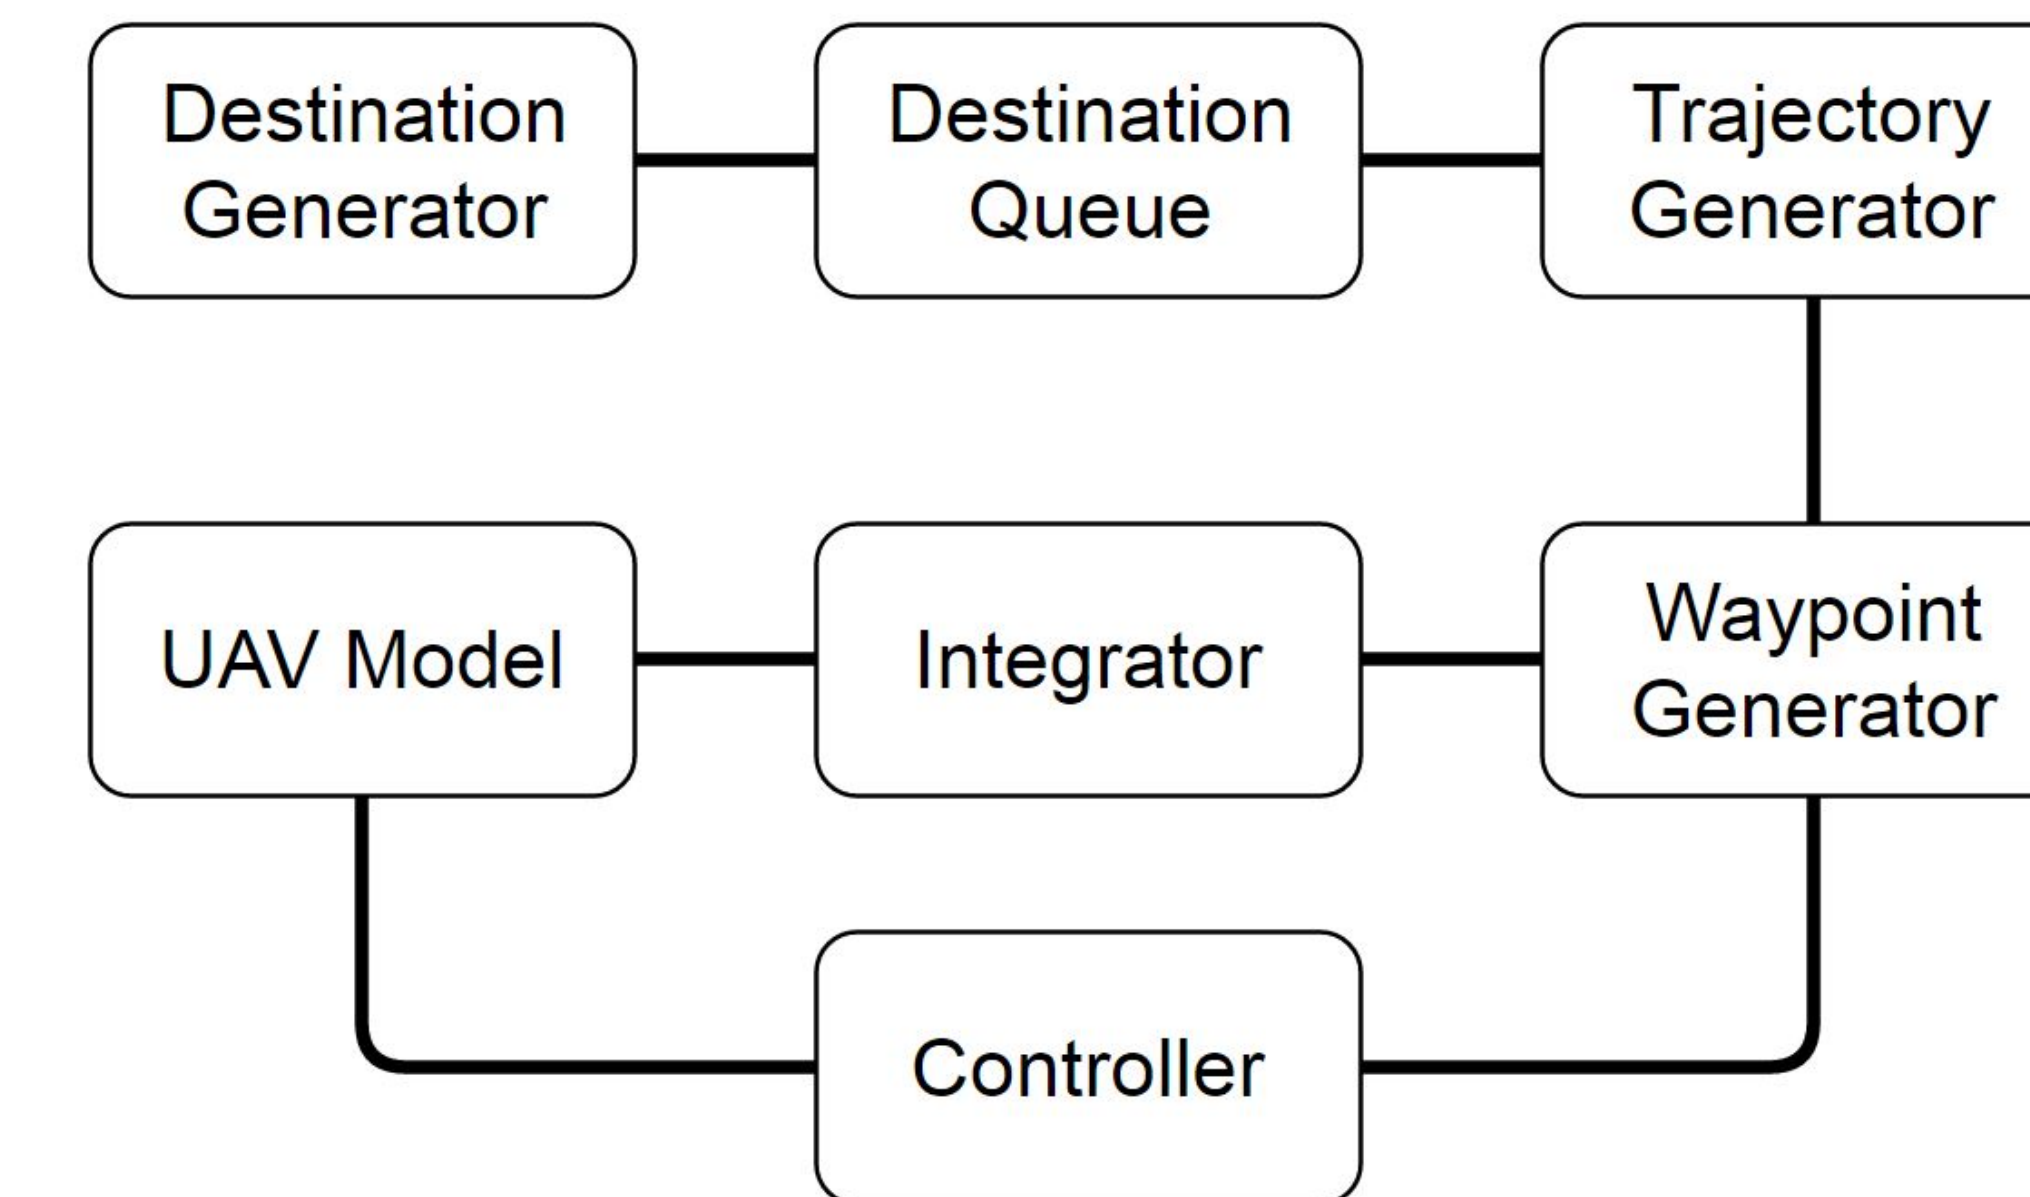 Destination
Generator
Destination
Queue
Trajectory
Generator
UAV Model
Integrator
Waypoint
Generator
Controller